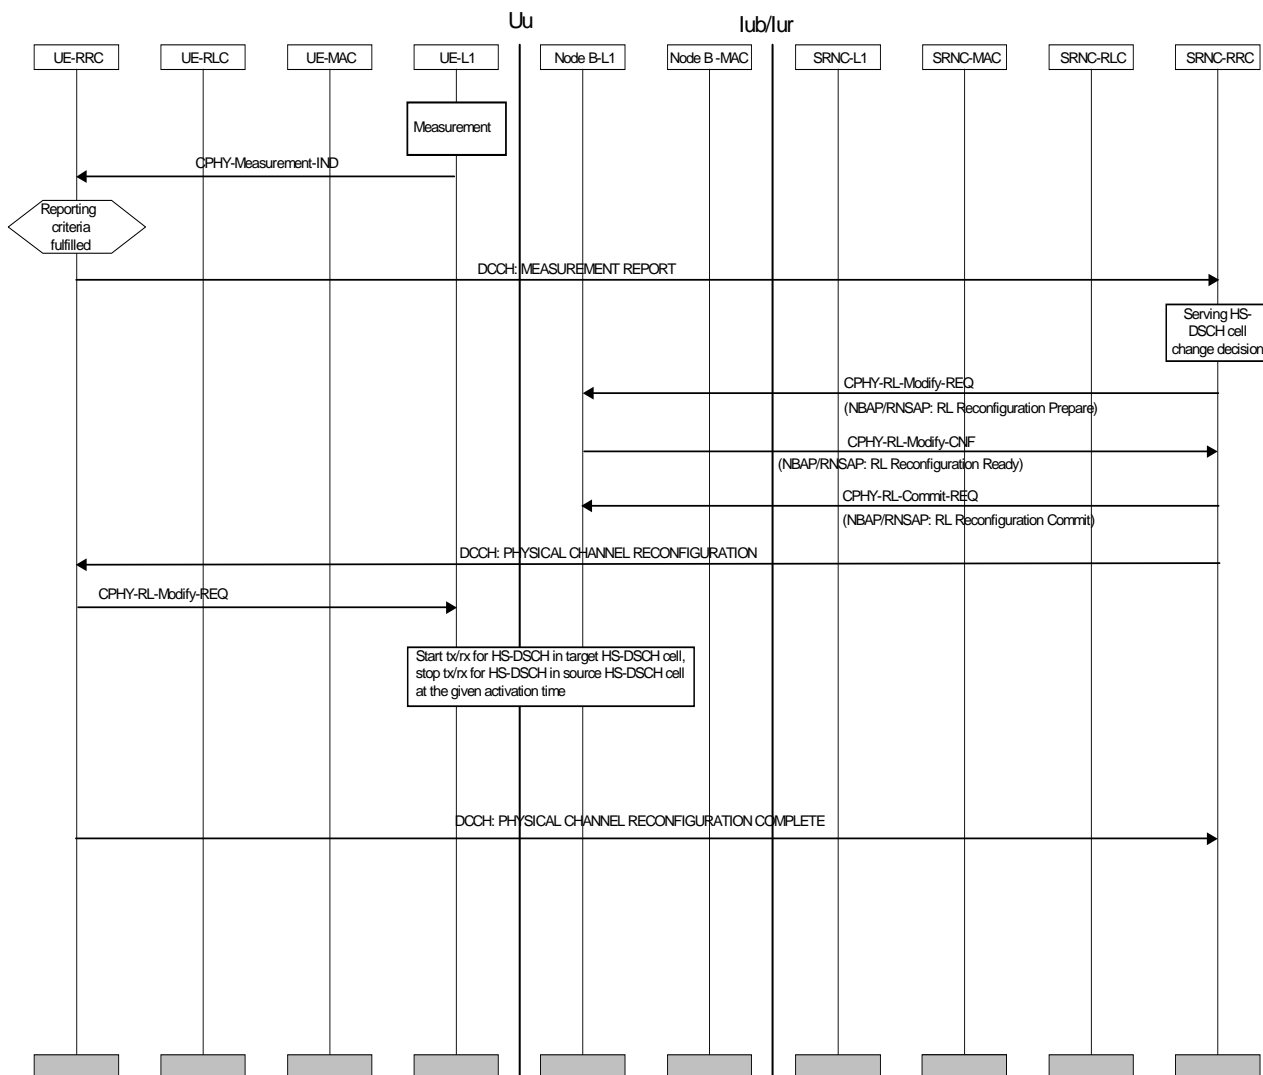 Uu
Iub/Iur
UE-RRC
UE-RLC
UE-MAC
UE-L1
Node B-L1
Node B -MAC
SRNC-L1
SRNC-MAC
SRNC-RLC
SRNC-RRC
Measurement
CPHY-Measurement-IND
Reporting
criteria
fulfilled
DCCH: MEASUREMENT REPORT
Serving HS-
DSCH cell
change decision
CPHY-RL-Modify-REQ
(NBAP/RNSAP: RL Reconfiguration Prepare)
CPHY-RL-Modify-CNF
(NBAP/RNSAP: RL Reconfiguration Ready)
CPHY-RL-Commit-REQ
(NBAP/RNSAP: RL Reconfiguration Commit)
DCCH: PHYSICAL CHANNEL RECONFIGURATION
CPHY-RL-Modify-REQ
Start tx/rx for HS-DSCH in target HS-DSCH cell,
stop tx/rx for HS-DSCH in source HS-DSCH cell
at the given activation time
DCCH: PHYSICAL CHANNEL RECONFIGURATION COMPLETE